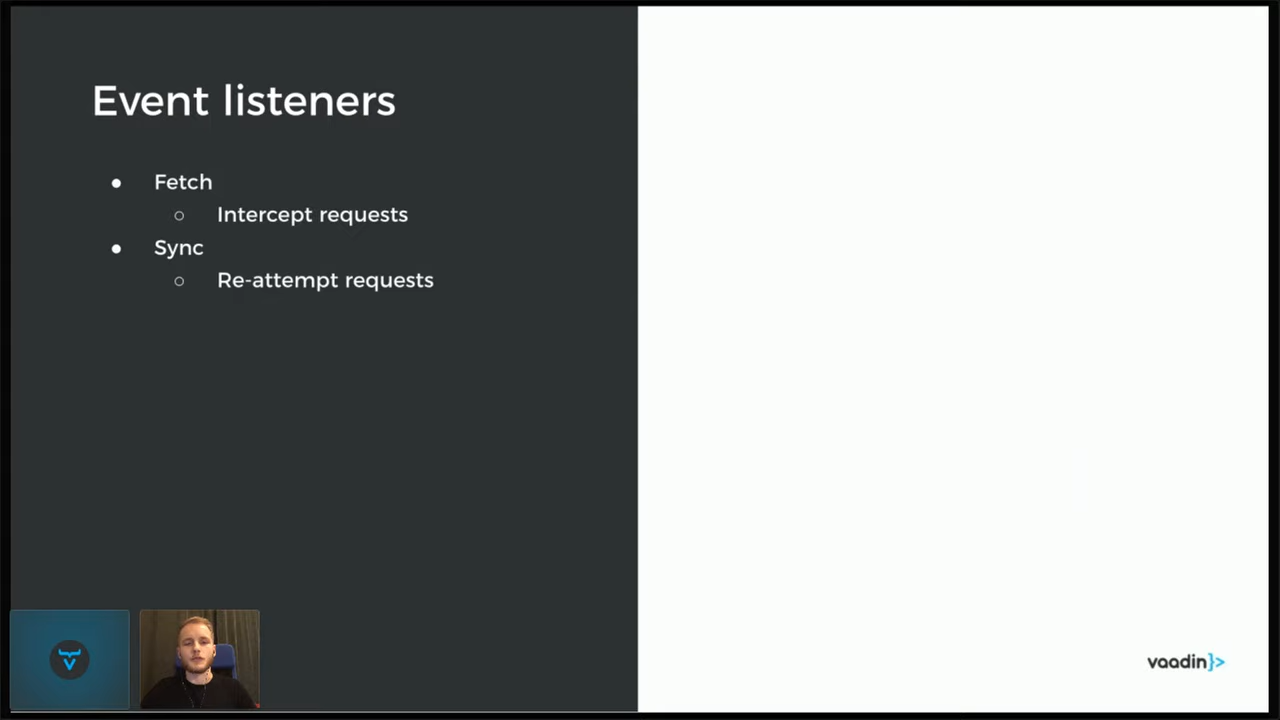 Event listeners
● Fetch
○ Intercept requests
● Sync
○ Re-attempt requests
vaadin}>